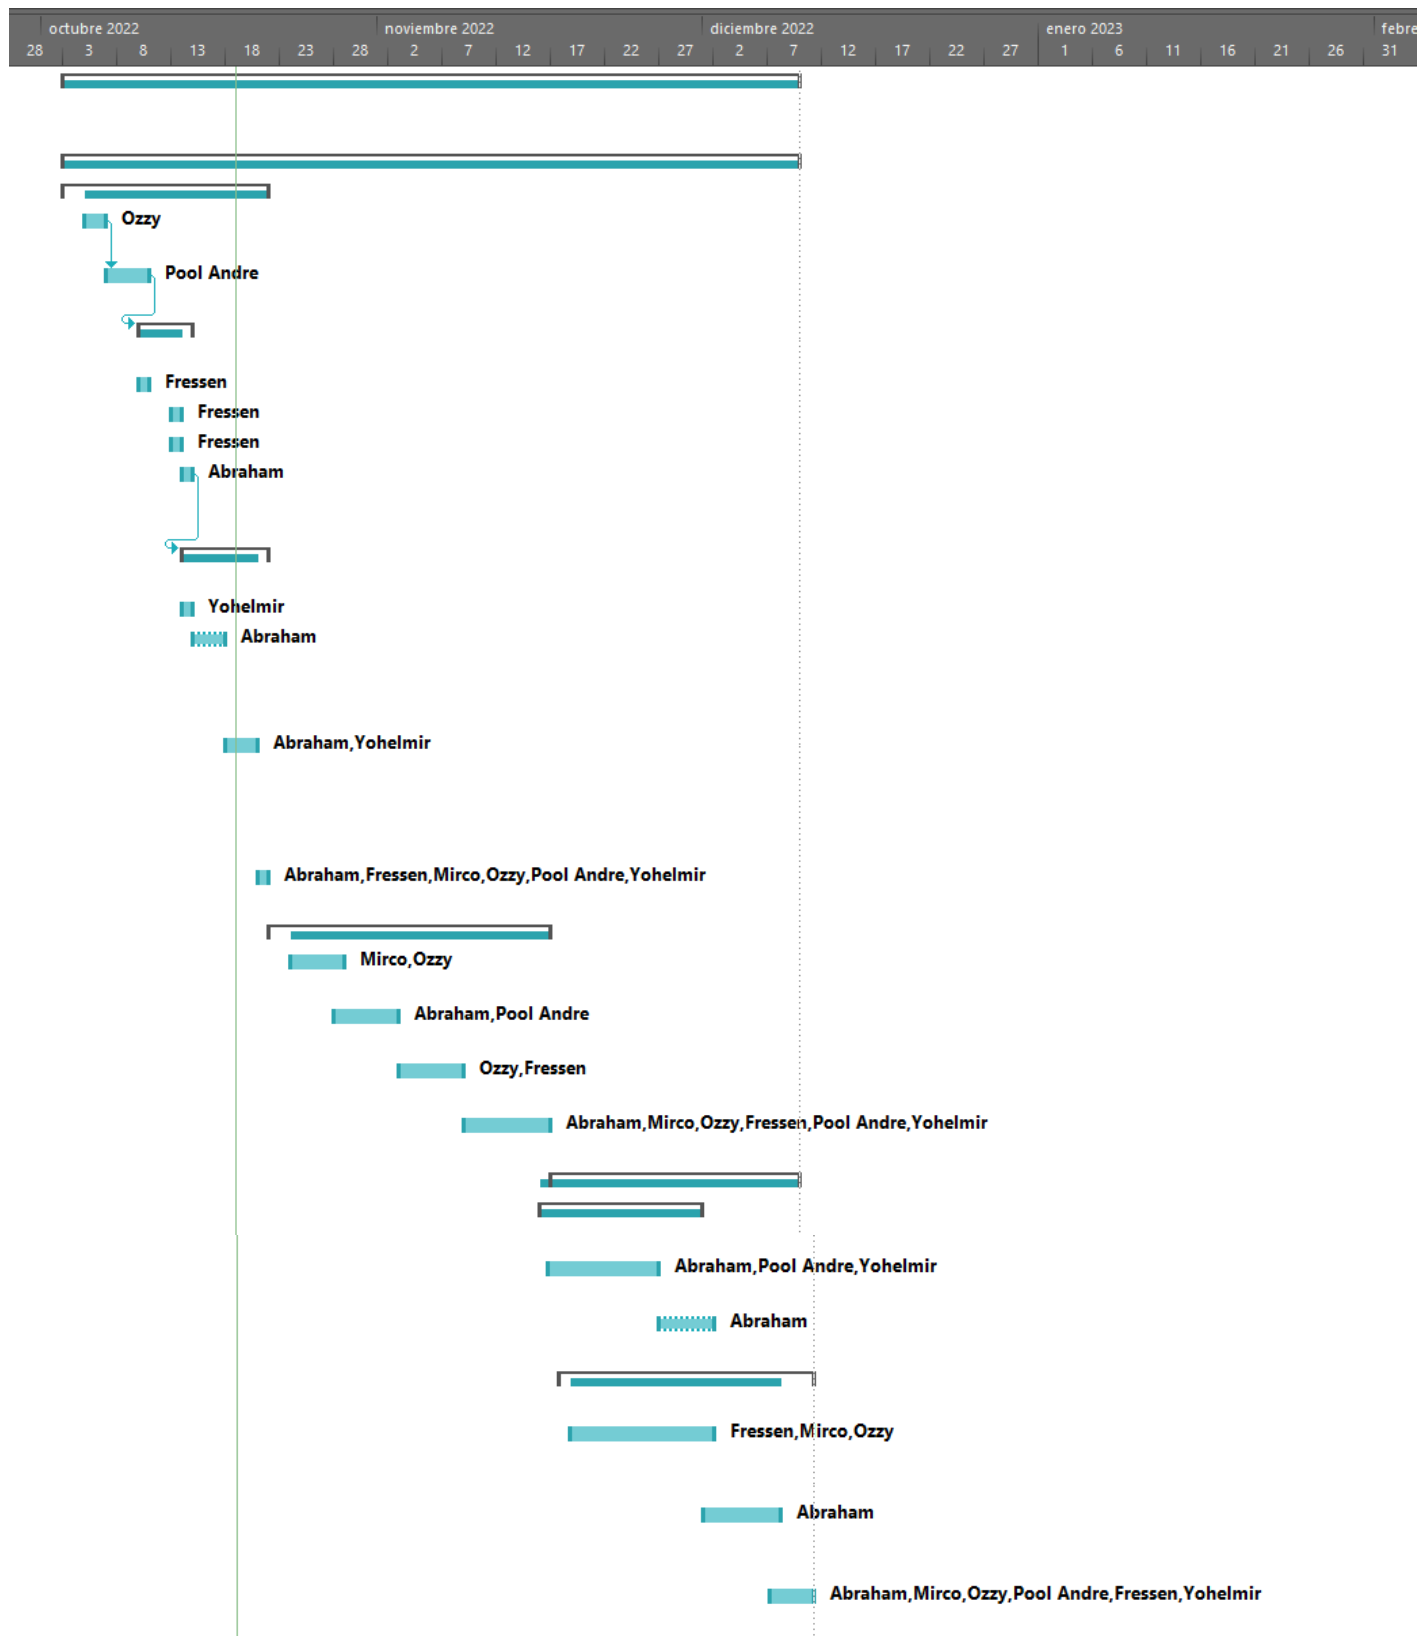 octubre 2022 noviembre 2022 diciembre 2022 enero 2023 febre
28 3 8 13 18 23 28 2 7 12 17 22 27 2 7 12 17 22 27 1 6 11 16 21 26 31
Ozzy
Pool Andre
Fressen
Fressen
Fressen
Abraham
Yohelmir
Abraham
Abraham,Yohelmir
Abraham,Fressen,Mirco,Ozzy,Pool Andre,Yohelmir
Mirco,Ozzy
Abraham,Pool Andre
Ozzy,Fressen
Abraham,Mirco,Ozzy,Fressen,Pool Andre,Yohelmir
Abraham,Pool Andre,Yohelmir
Abraham
Fressen,Mirco,Ozzy
Abraham
Abraham,Mirco,Ozzy,Pool Andre,Fressen,Yohelmir